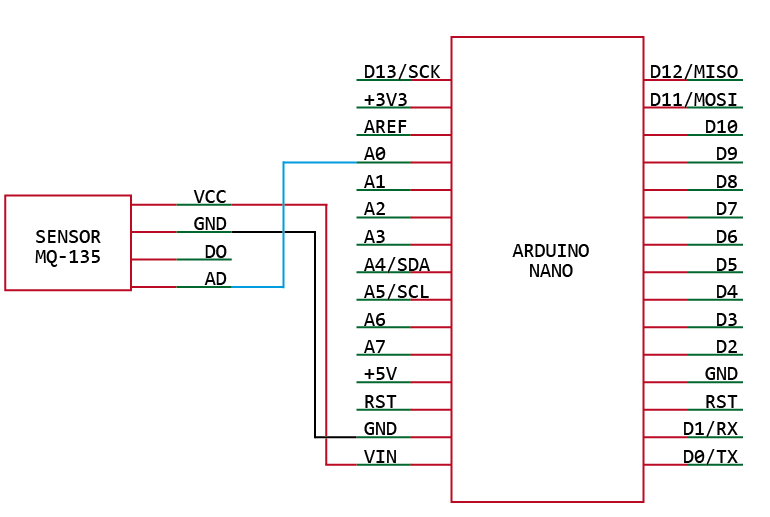 SENSOR
MQ-135
VCC
GND
DO
AD
D13/SCK
+3V3
AREF
A0
A1
A2
A3
A4/SDA
A5/SCL
A6
A7
+5V
RST
GND
VIN
ARDUINO
NANO
D12/MISO
D11/MOSI
D10
D9
D8
D7
D6
D5
D4
D3
D2
GND
RST
D1/RX
D0/TX